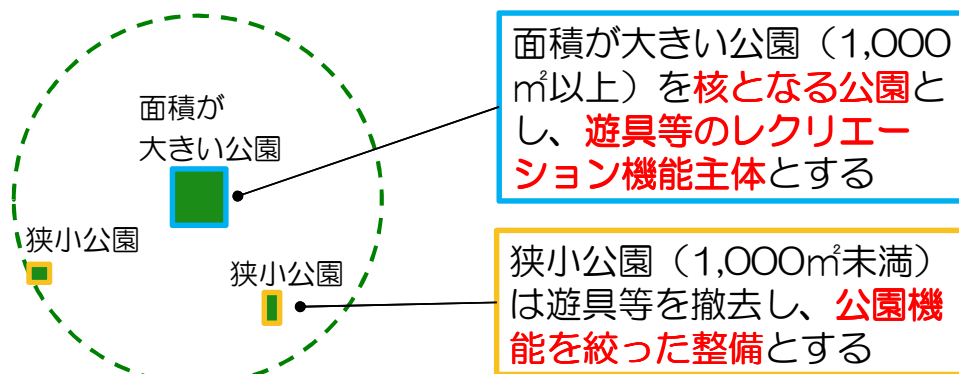 面積が
大きい公園
狭小公園
狭小公園
面積が大きい公園（1,000
㎡以上）を核となる公園と
し、遊具等のレクリエー
ション機能主体とする
狭小公園（1,000㎡未満）
は遊具等を撤去し、公園機
能を絞った整備とする